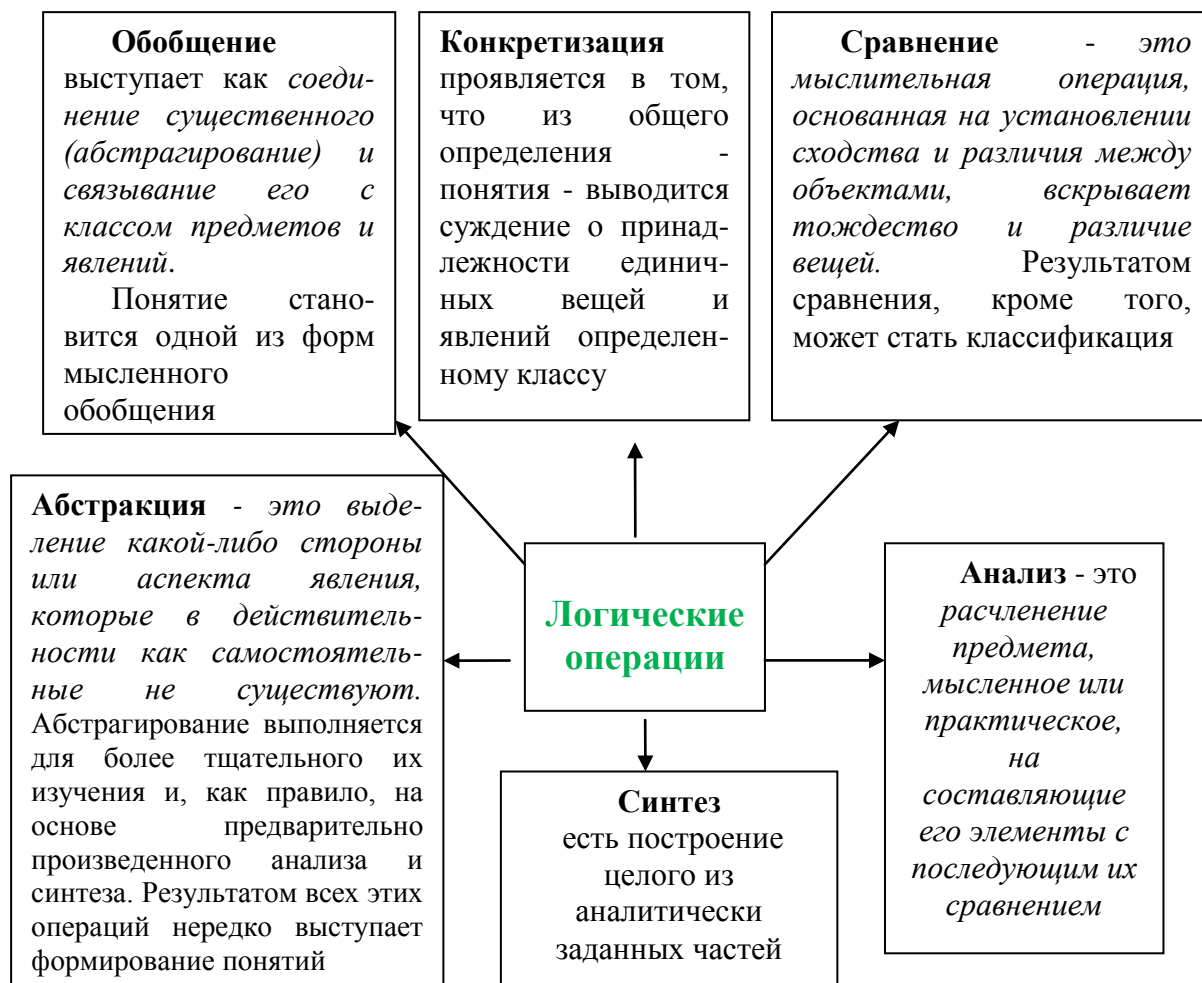 Обобщение
выступает как соеди-
нение существенного
(абстрагирование) и
связывание его с
классом предметов и
явлений.
Понятие стано-
вится одной из форм
мысленного
обобщения
Конкретизация
проявляется в том,
что из общего
определения -
понятия - выводится
суждение о принад-
лежности единич-
ных вещей и
явлений определен-
ному классу
Сравнение - это
мыслительная операция,
основанная на установлении
сходства и различия между
объектами, вскрывает
тождество и различие
вещей. Результатом
сравнения, кроме того,
может стать классификация
Абстракция - это выде-
ление какой-либо стороны
или аспекта явления,
которые в действитель-
ности как самостоятель-
ные не существуют.
Абстрагирование выполняется
для более тщательного их
изучения и, как правило, на
основе предварительно
произведенного анализа и
синтеза. Результатом всех этих
операций нередко выступает
формирование понятий
Логические
операции
Анализ - это
расчленение
предмета,
мысленное или
практическое,
на
составляющие
его элементы с
последующим их
сравнением
Синтез
есть построение
целого из
аналитически
заданных частей